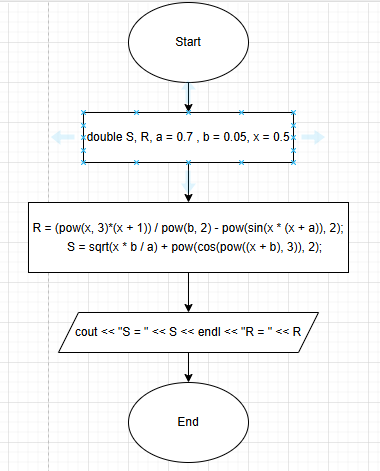 Start
double S, R, a = 0.7 , b = 0.05, x = 0.5
R = (pow(x, 3)*(x + 1)) / pow(b, 2) - pow(sin(x * (x + a)), 2);
S = sqrt(x * b / a) + pow(cos(pow((x + b), 3)), 2);
cout << "S = " << S << endl << "R = " << R
End